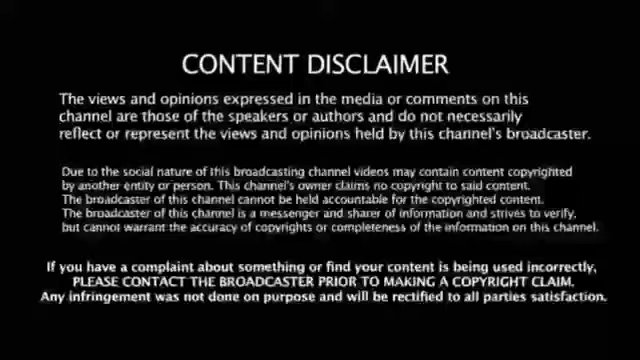 CONTENT DISCLAIMER
The views and opinions expressed in the media or comments on this
channel are those of the speakers or authors and do not necessarily
reflect or represent the views and opinions held by this channel's broadcaster.
Due to the social nature of this broadcasting channel videos may contain content copyrighted
by another entity or person. This channel's owner claims no copyright to said content.
The broadcaster of this channel cannot be held accountable for the copyrighted content.
The broadcaster of this channel is a messenger and sharer of information and strives to verify,
but cannot warrant the accuracy of copyrights or completeness of the information on this channel.
If you have a complaint about something or find your content is being used incorrectly,
PLEASE CONTACT THE BROADCASTER PRIOR TO MAKING A COPYRIGHT CLAIM.
Any infringement was not done on purpose and will be rectified to all parties satisfaction.